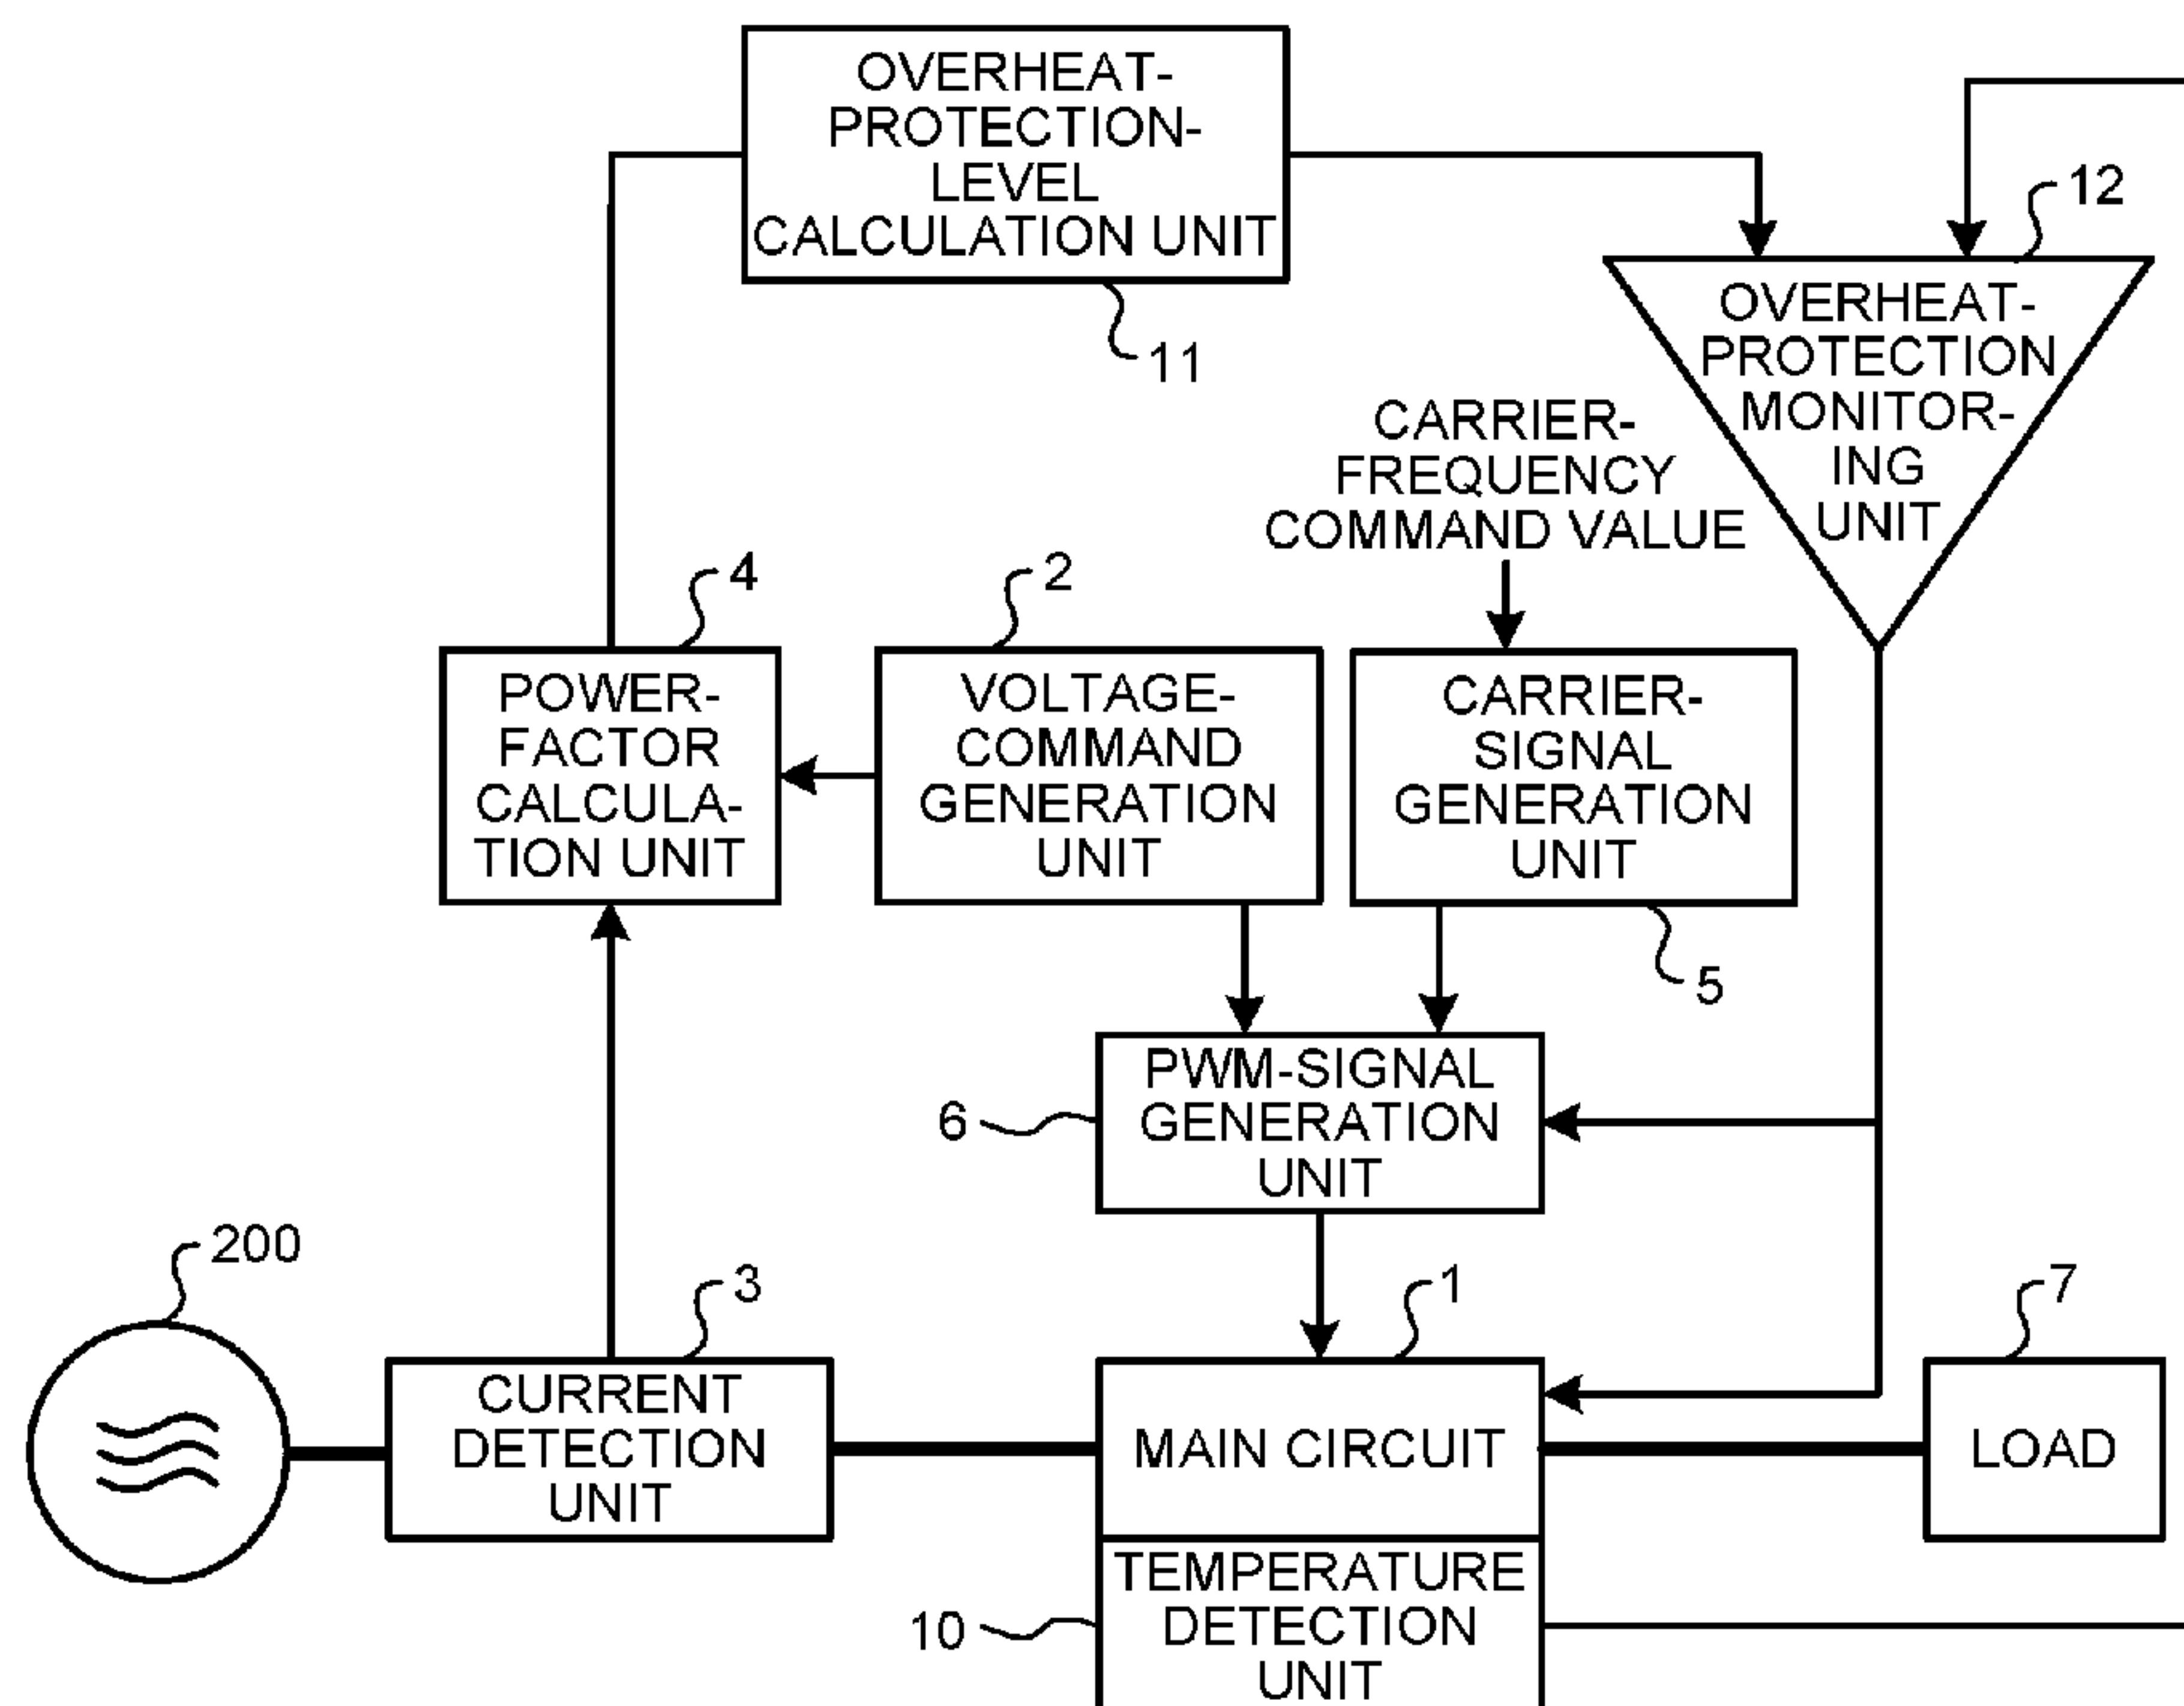 OVERHEAT-
PROTECTION-
LEVEL
CALCULATION UNIT
11
12
OVERHEAT-
PROTECTION
MONITOR-
ING
UNIT
CARRIER-
FREQUENCY
COMMAND VALUE
4
POWER-
FACTOR
CALCULA-
TION UNIT
2
VOLTAGE-
COMMAND
GENERATION
UNIT
CARRIER-
SIGNAL
GENERATION
UNIT
5
6
PWM-SIGNAL
GENERATION
UNIT
200
3
CURRENT
DETECTION
UNIT
1
MAIN CIRCUIT
7
LOAD
10
TEMPERATURE
DETECTION
UNIT